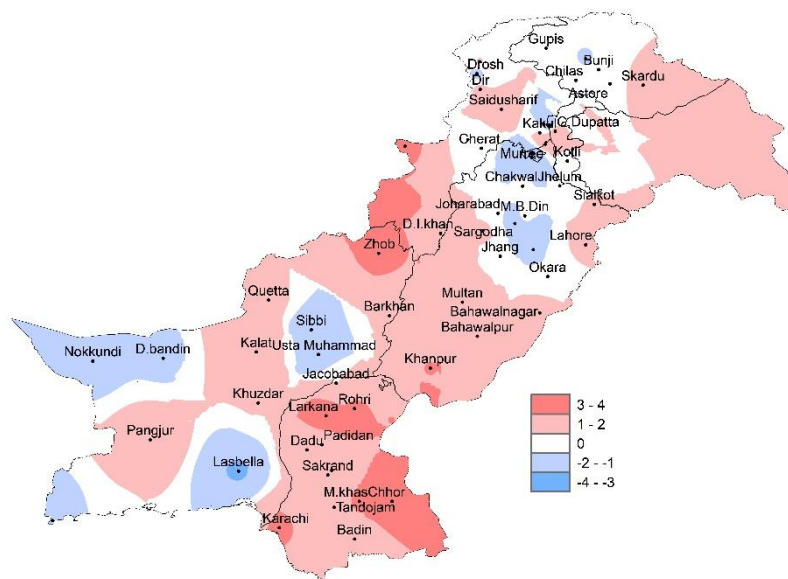 Gupis
Drosh
Bunji
Dir
Chilas
Skardu
Astore
Saidusharif
Kakul
C.Dupatta
Gherat
Murree
Kotli
Chakwal
Jhelum
Sialkot
Joharabad
M.B.Din
D.I.khan
Sargodha
Lahore
Zhob
Jhang
Okara
Quetta
Multan
Barkhan
Bahawalnagar
Sibbi
Bahawalpur
Nokkundi
D.bandin
Kalat
Usta Muhammad
Khanpur
Jacobabad
Khuzdar
Rohri
Larkana
Pangjur
Dadu
Padidan
Lasbella
Sakrand
M.khas
Chhor
Tandojam
Karachi
Badin
3 - 4
1 - 2
0
-2 - -1
-4 - -3